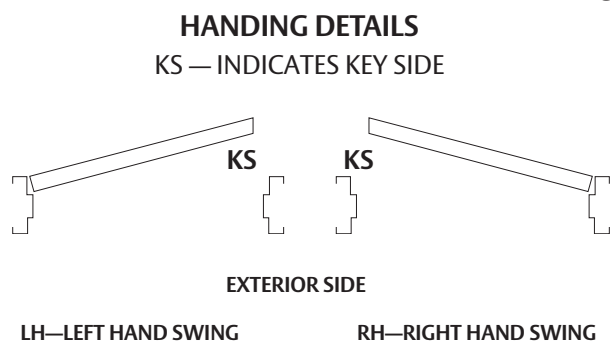 HANDING DETAILS
KS — INDICATES KEY SIDE
KS KS
EXTERIOR SIDE
LH—LEFT HAND SWING RH—RIGHT HAND SWING